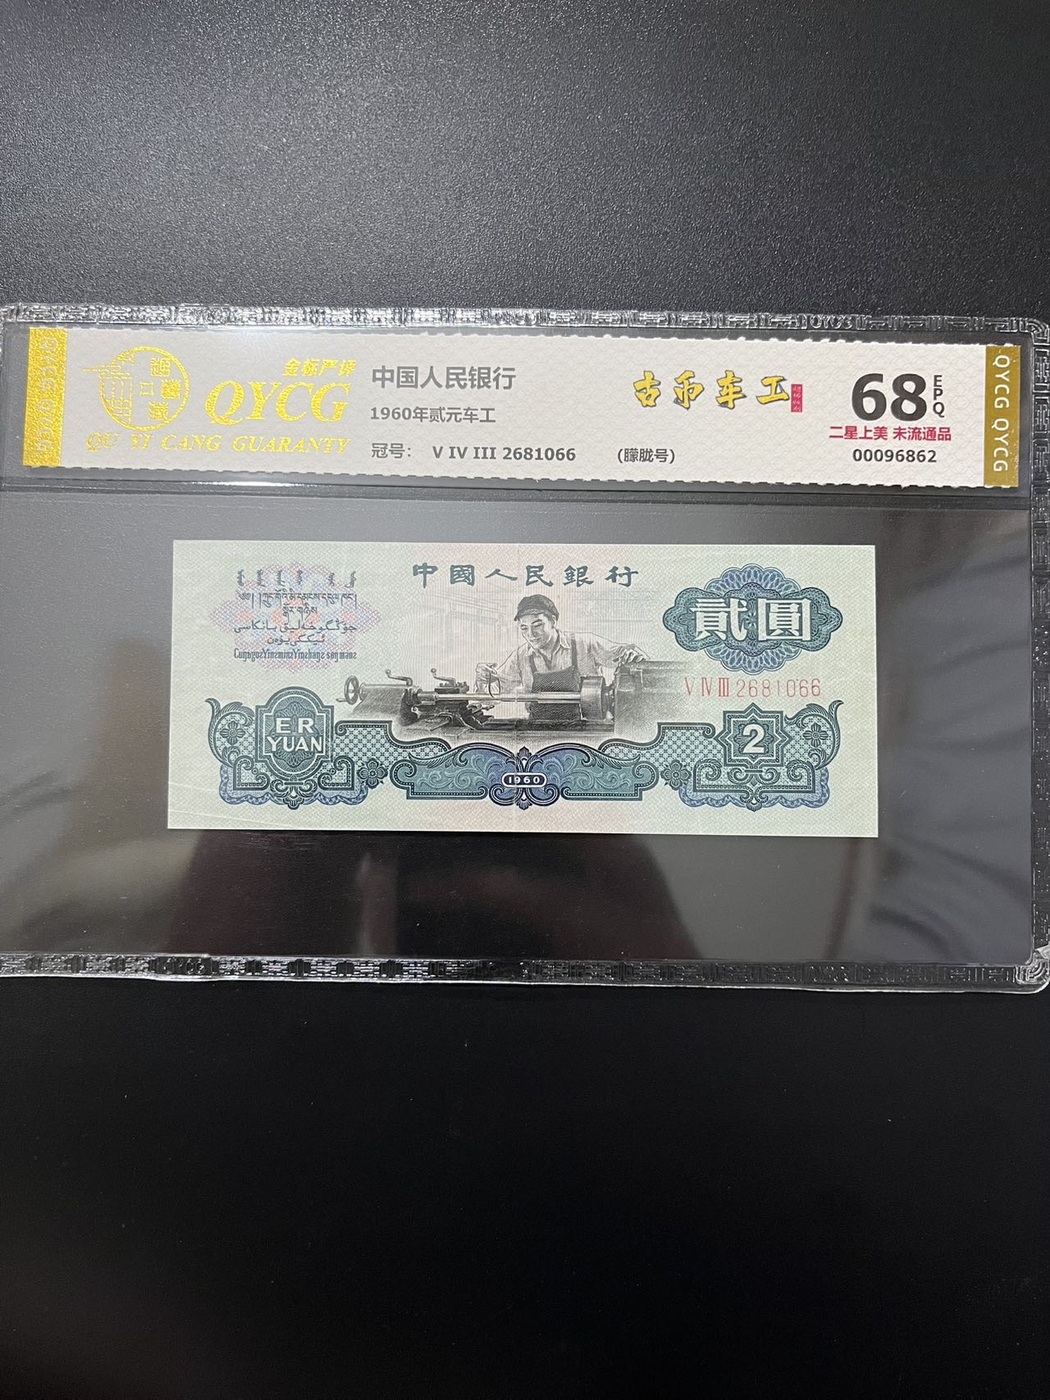 金标严评
QYCG
QU YI CANG GUARANTY
中国人民银行
1960年贰元车工
冠号： V IV III 2681066 (朦胧号)
古币车工
68 EPQ
二星上美 未流通品
00096862
QYCG QYCG
中國人民銀行
貳圓
V IV III 2681066
ER
YUAN
1960
2